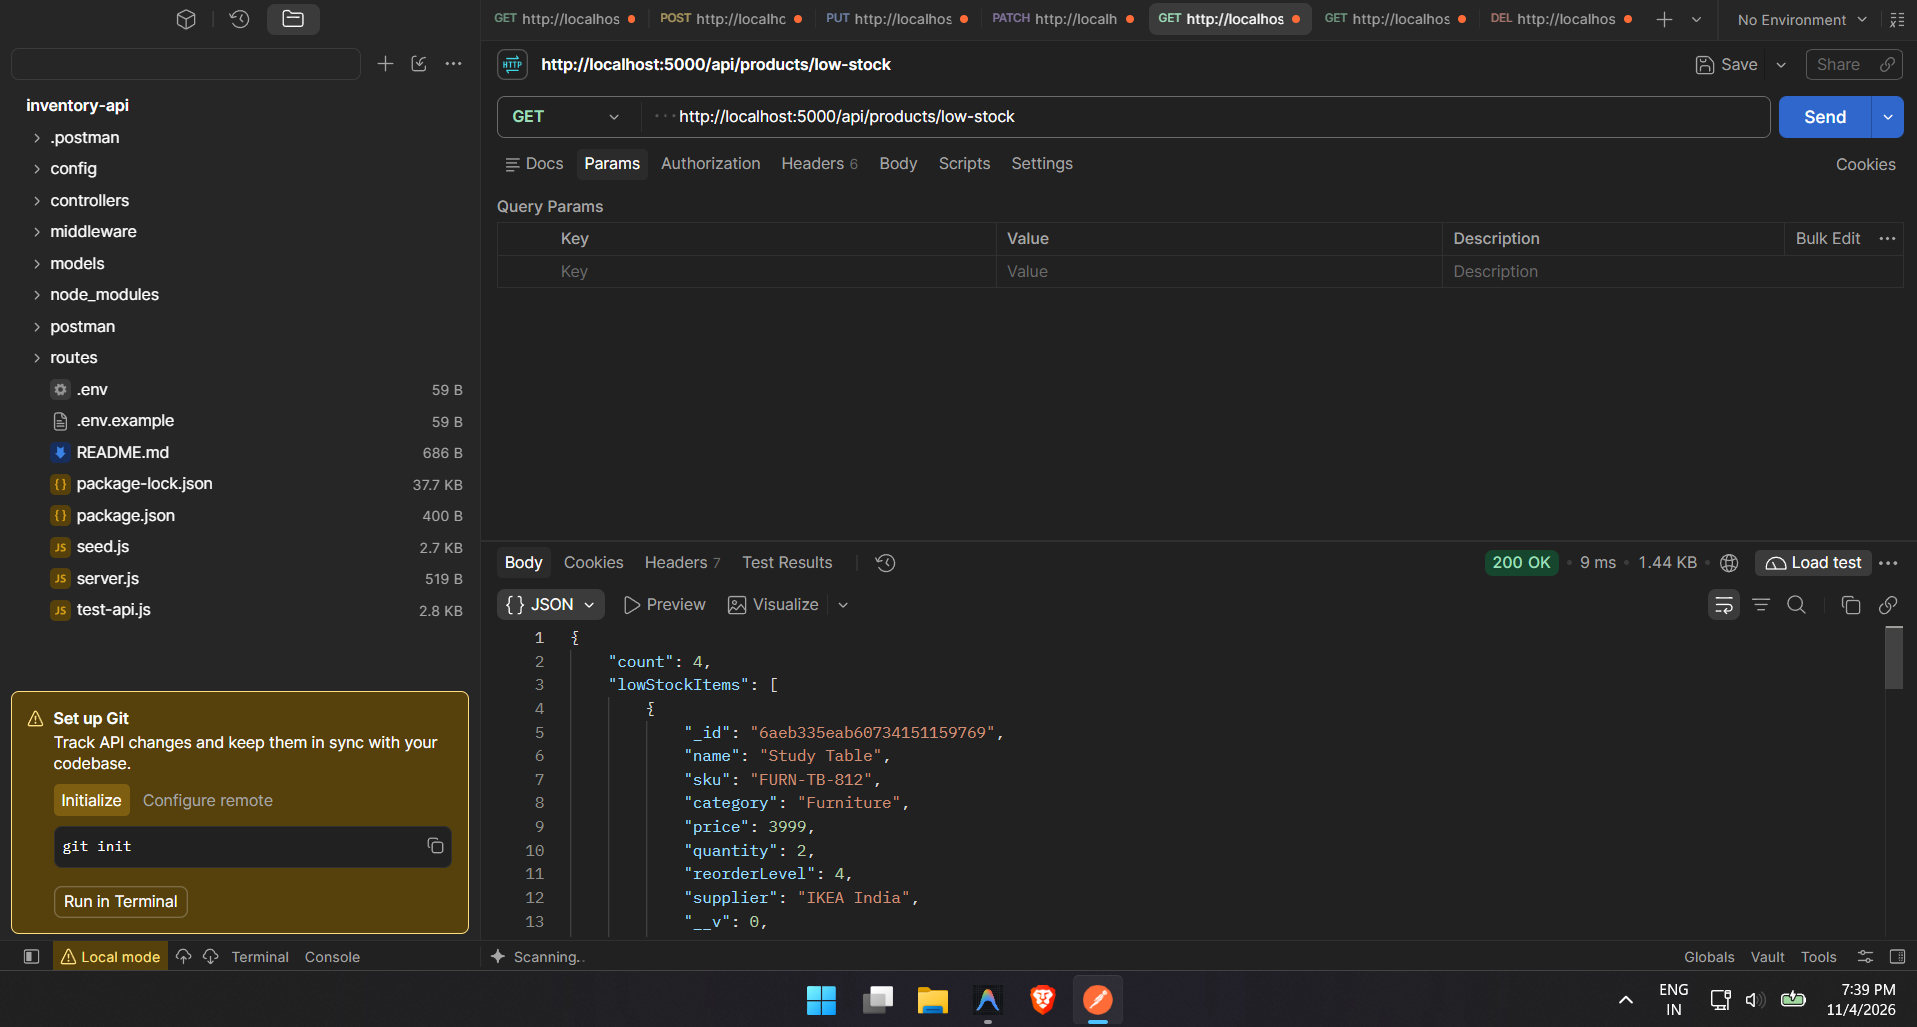 GET http://localhos
POST http://localhc
PUT http://localhos
PATCH http://localh
GET http://localhos
GET http://localhos
DEL http://localhos
No Environment
HTTP http://localhost:5000/api/products/low-stock
Save
Share
inventory-api
GET http://localhost:5000/api/products/low-stock
Send
.postman
config
controllers
middleware
models
node_modules
postman
routes
.env 59 B
.env.example 59 B
README.md 686 B
{} package-lock.json 37.7 KB
{} package.json 400 B
JS seed.js 2.7 KB
JS server.js 519 B
JS test-api.js 2.8 KB
Docs Params Authorization Headers 6 Body Scripts Settings
Cookies
Query Params
Key Value Description Bulk Edit
Key Value Description
Body Cookies Headers 7 Test Results
200 OK • 9 ms • 1.44 KB
Load test
{} JSON Preview Visualize
1 {
2 "count": 4,
3 "lowStockItems": [
4 {
5 "_id": "6aeb335eab60734151159769",
6 "name": "Study Table",
7 "sku": "FURN-TB-812",
8 "category": "Furniture",
9 "price": 3999,
10 "quantity": 2,
11 "reorderLevel": 4,
12 "supplier": "IKEA India",
13 "__v": 0,
Set up Git
Track API changes and keep them in sync with your
codebase.
Initialize Configure remote
git init
Run in Terminal
Local mode
Terminal Console
Scanning..
Globals Vault Tools
ENG
IN
7:39 PM
11/4/2026